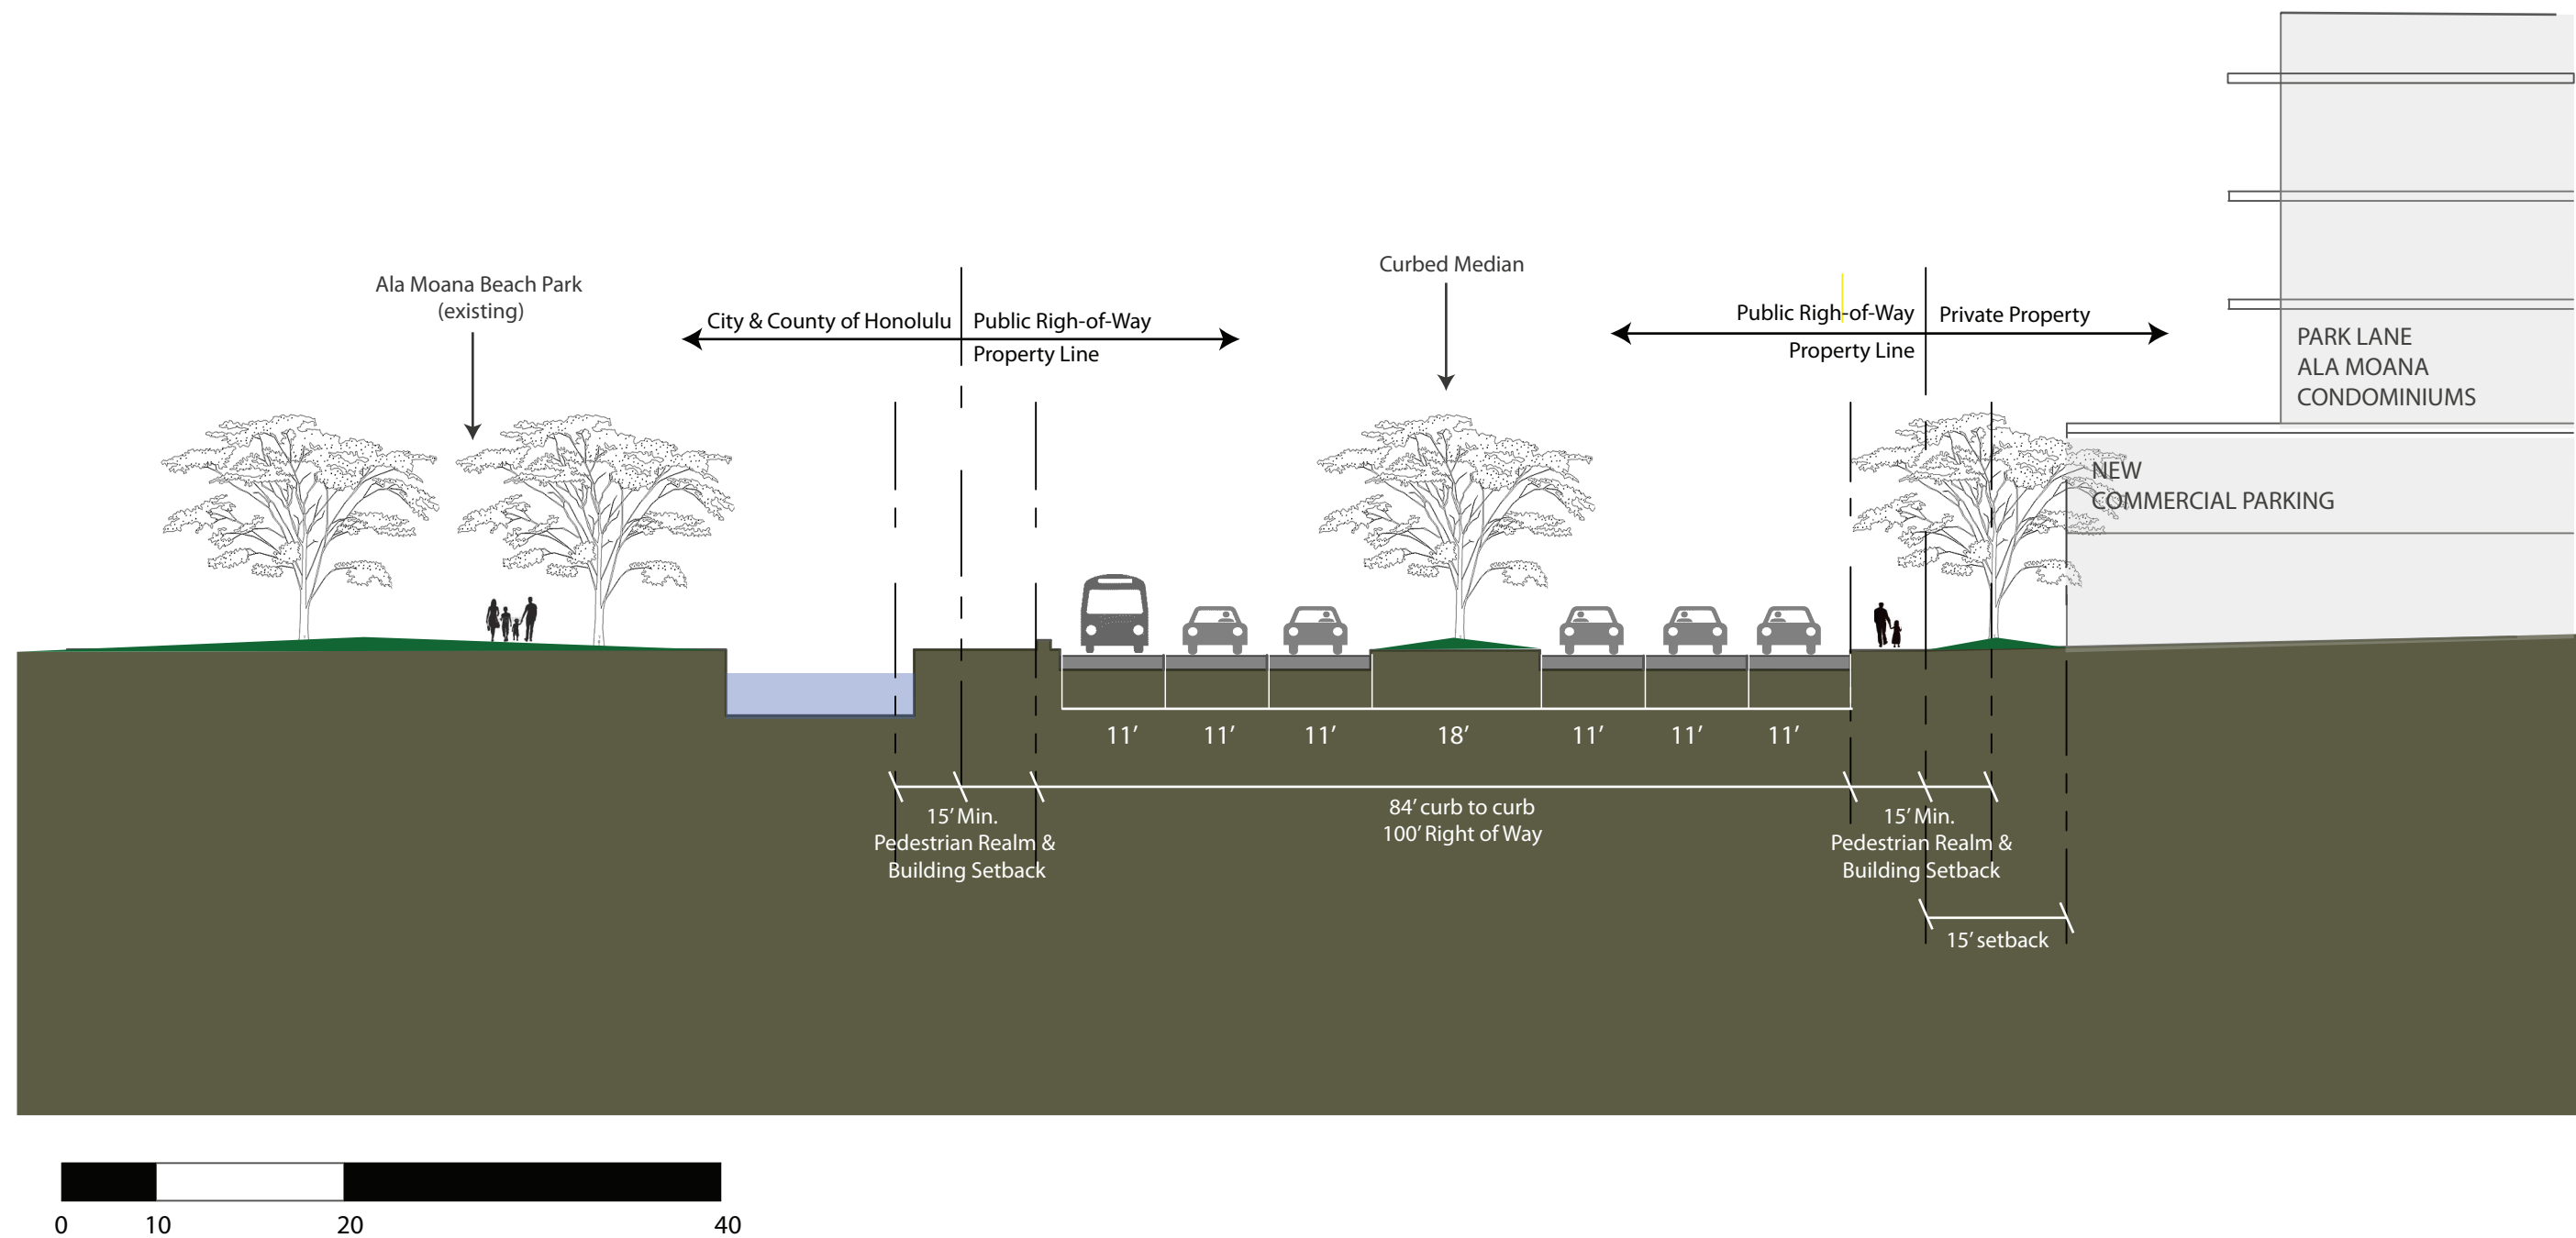 Ala Moana Beach Park
(existing)
City & County of Honolulu
Public Righ-of-Way
Property Line
Curbed Median
Public Righ-of-Way
Private Property
Property Line
PARK LANE
ALA MOANA
CONDOMINIUMS
NEW
COMMERCIAL PARKING
11’
11’
11’
18’
11’
11’
11’
15’ Min.
Pedestrian Realm &
Building Setback
84’ curb to curb
100’ Right of Way
15’ Min.
Pedestrian Realm &
Building Setback
15’ setback
0 10 20 40